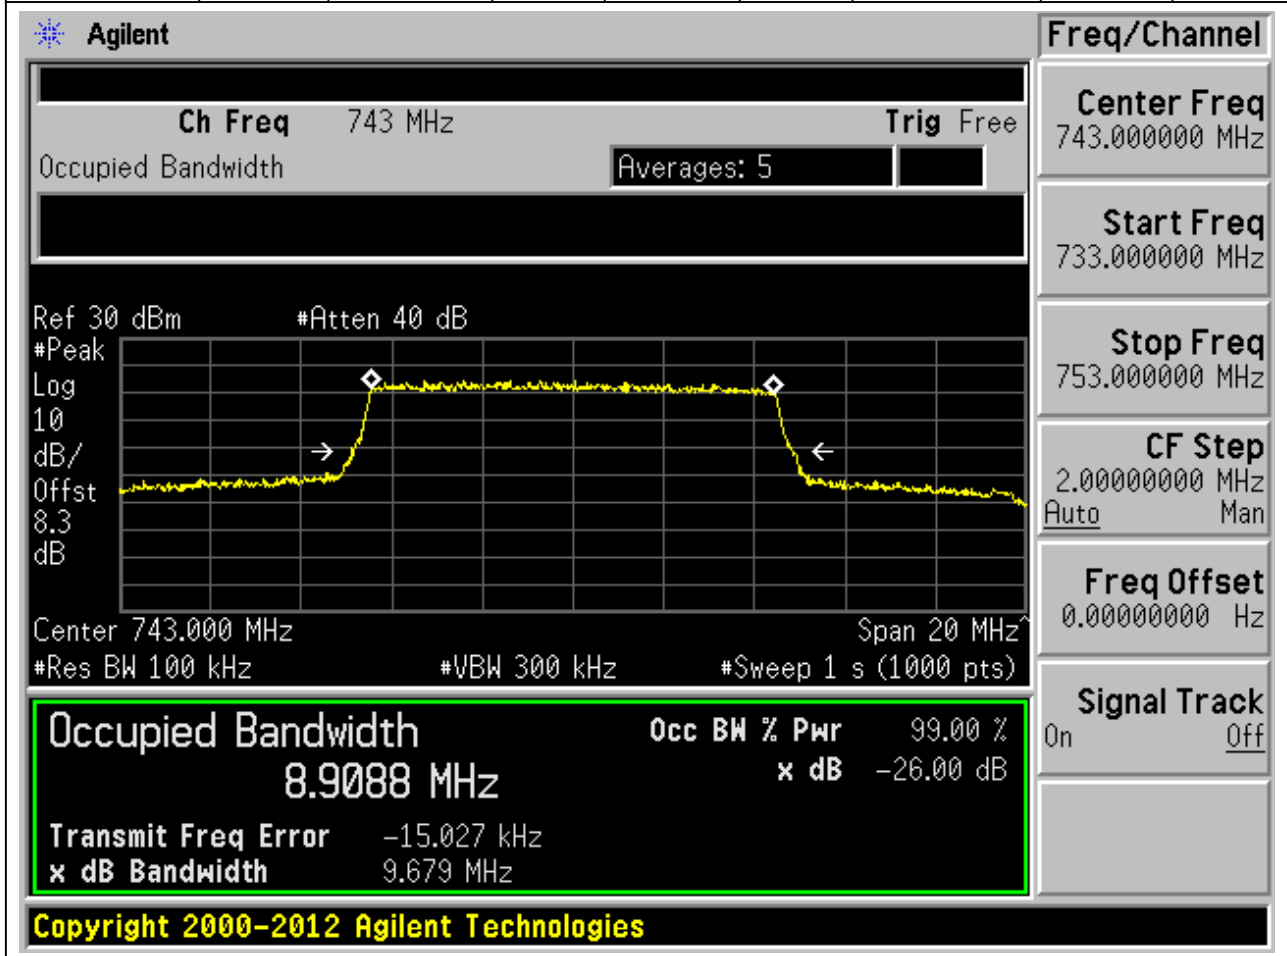 Agilent
Freq/Channel
Ch Freq 743 MHz Trig Free
Occupied Bandwidth Averages: 5
Center Freq
743.000000 MHz
Start Freq
733.000000 MHz
Stop Freq
753.000000 MHz
CF Step
2.00000000 MHz
Auto Man
Freq Offset
0.00000000 Hz
Signal Track
On Off
Ref 30 dBm #Atten 40 dB
#Peak
Log
10
dB/
Offst
8.3
dB
Center 743.000 MHz Span 20 MHz^
#Res BW 100 kHz #VBW 300 kHz #Sweep 1 s (1000 pts)
Occupied Bandwidth Occ BW % Pwr 99.00 %
8.9088 MHz x dB -26.00 dB
Transmit Freq Error -15.027 kHz
x dB Bandwidth 9.679 MHz
Copyright 2000-2012 Agilent Technologies